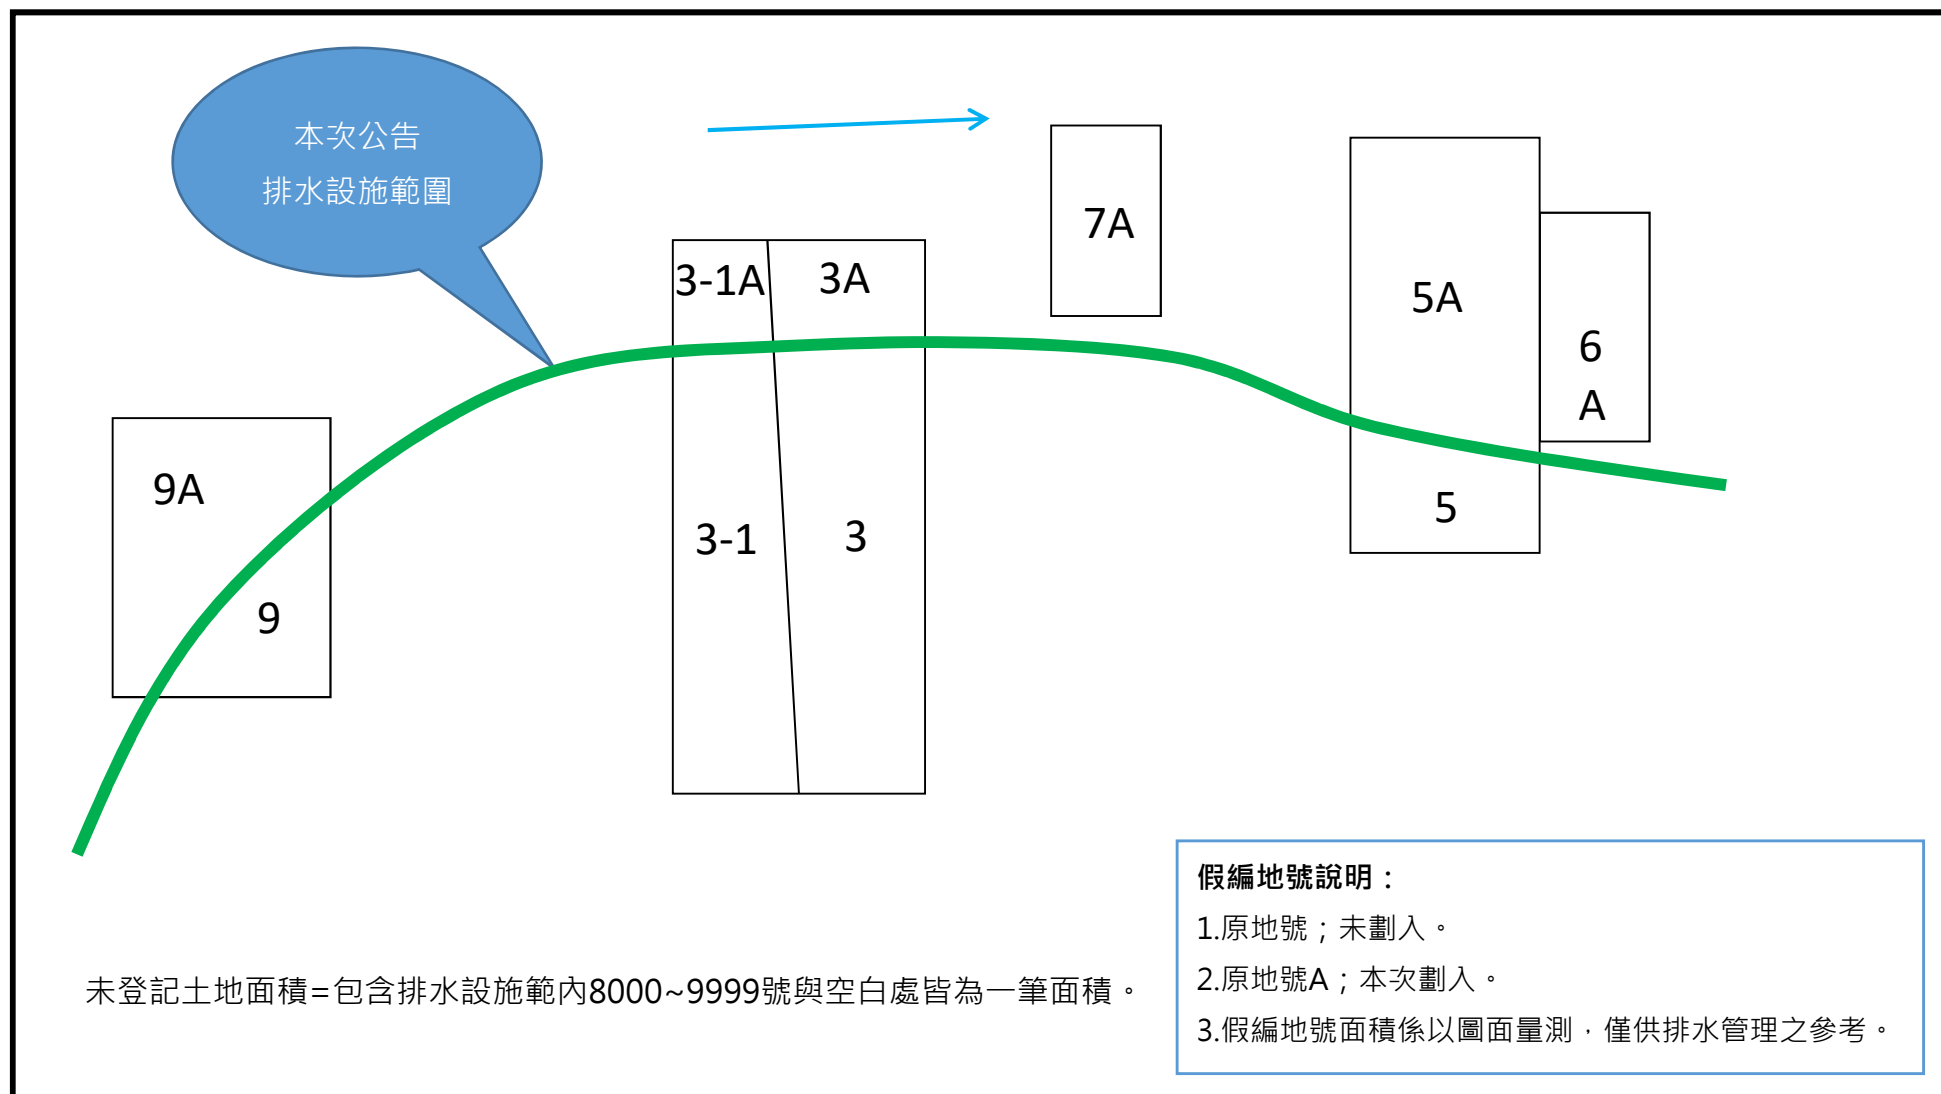 本次公告
排水設施範圍
7A
3-1A
3A
5A
6
A
9A
5
3-1
3
9
假編地號說明：
1.原地號；未劃入。
2.原地號A；本次劃入。
3.假編地號面積係以圖面量測，僅供排水管理之參考。
未登記土地面積=包含排水設施範內8000~9999號與空白處皆為一筆面積。